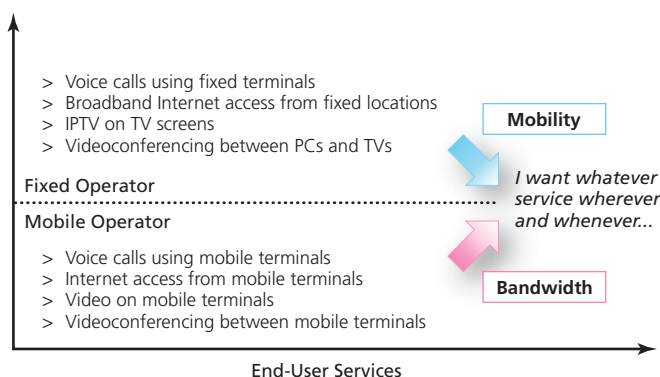 > Voice calls using fixed terminals
> Broadband Internet access from fixed locations
> IPTV on TV screens
> Videoconferencing between PCs and TVs
Mobility
Fixed Operator
I want whatever
service wherever
and whenever...
Mobile Operator
> Voice calls using mobile terminals
> Internet access from mobile terminals
> Video on mobile terminals
> Videoconferencing between mobile terminals
Bandwidth
End-User Services